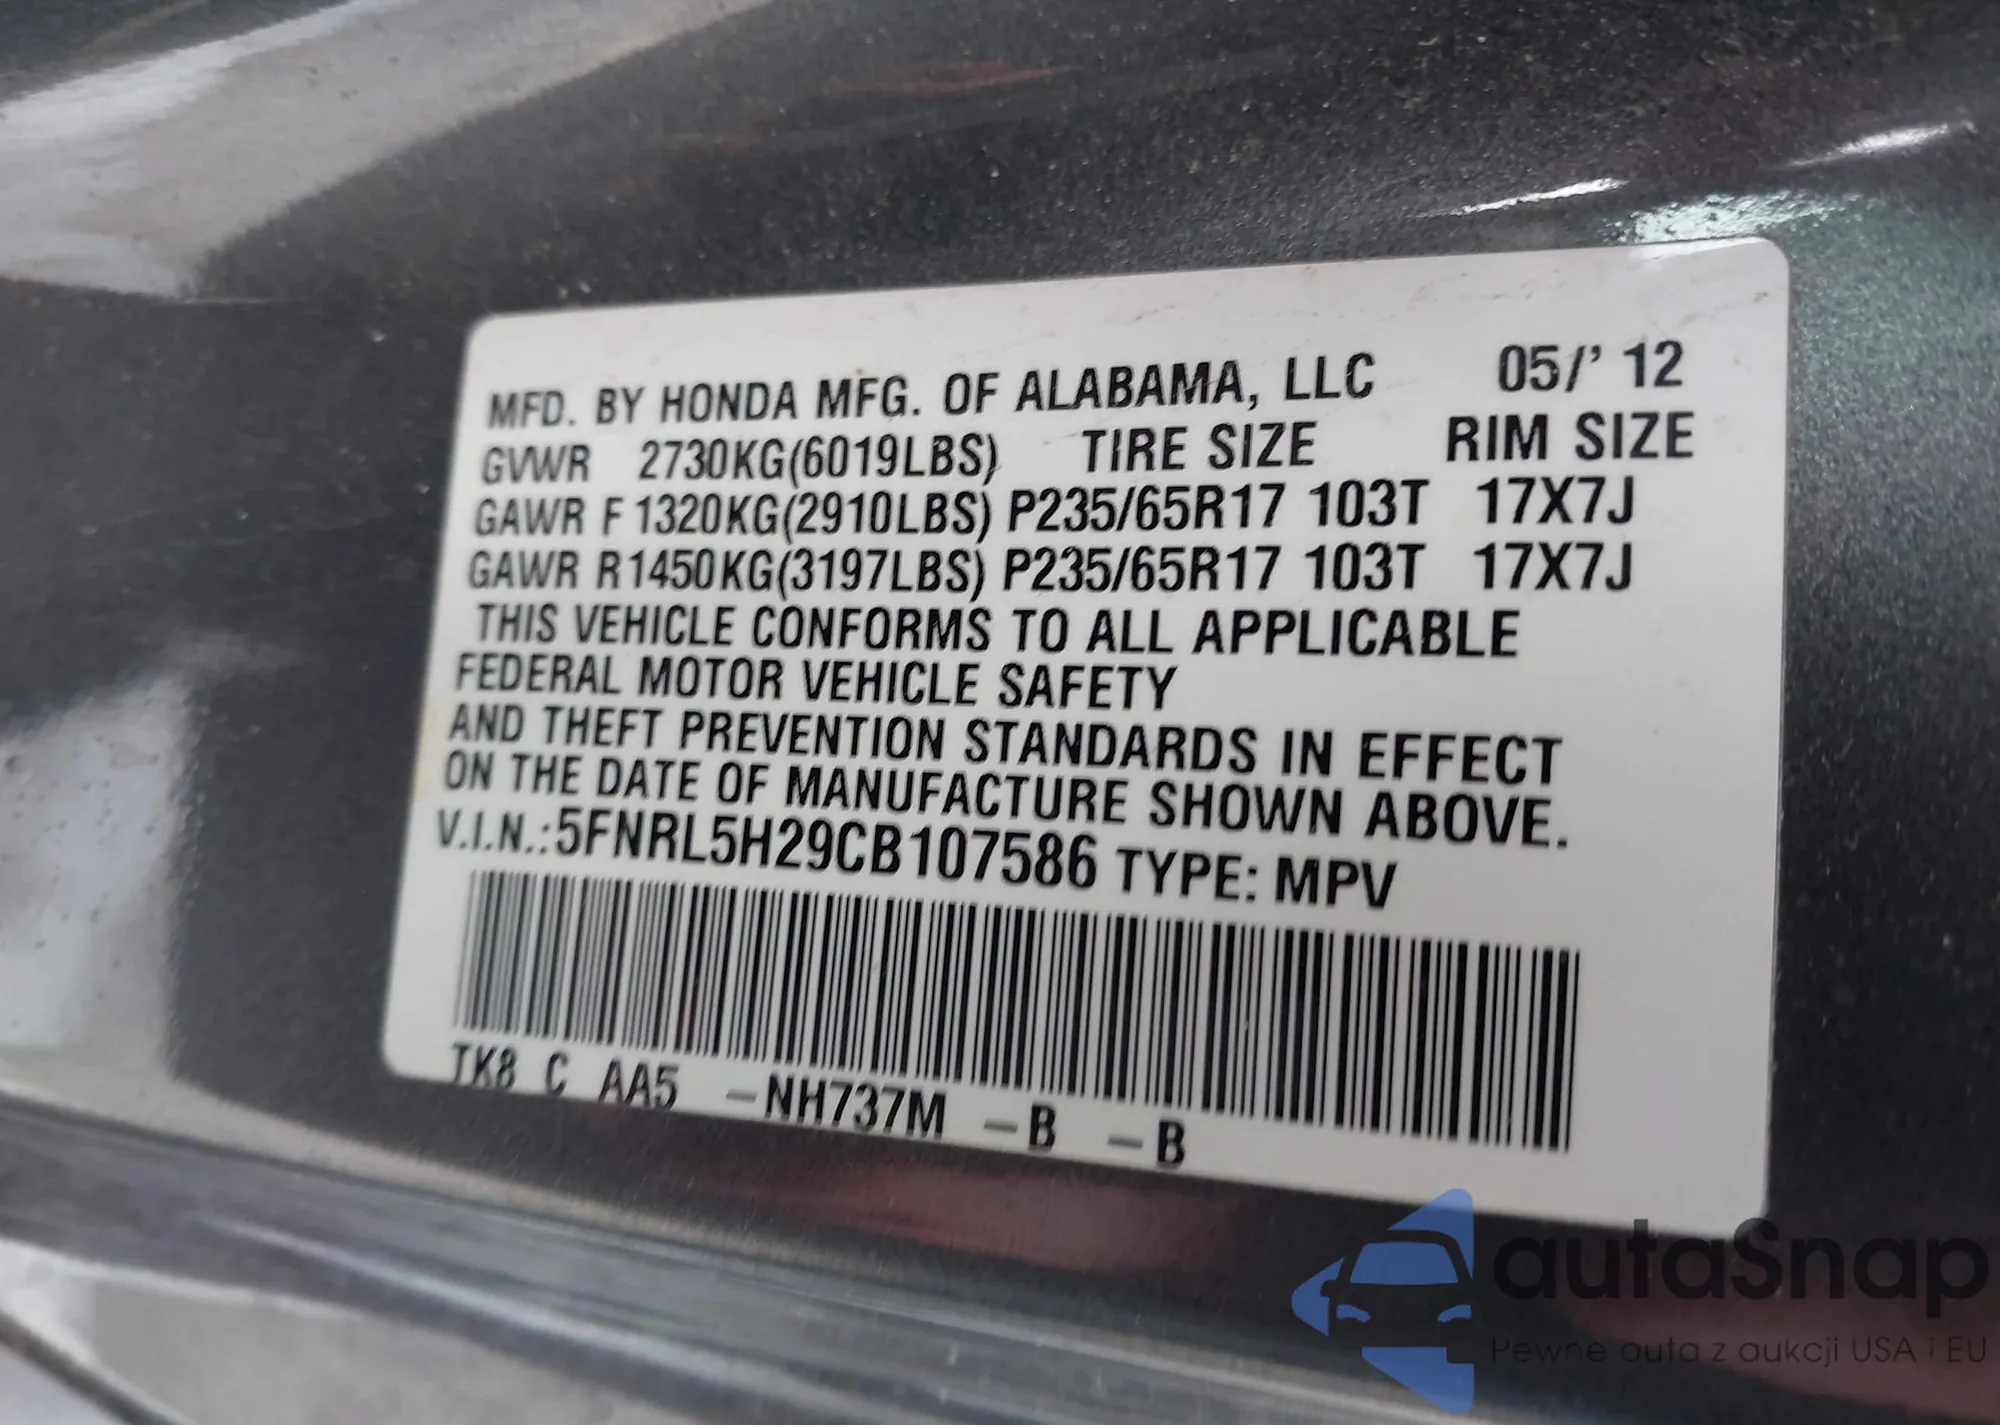 MFD. BY HONDA MFG. OF ALABAMA, LLC 05/' 12
GVWR 2730KG(6019LBS) TIRE SIZE RIM SIZE
GAWR F 1320KG(2910LBS) P235/65R17 103T 17X7J
GAWR R1450KG(3197LBS) P235/65R17 103T 17X7J
THIS VEHICLE CONFORMS TO ALL APPLICABLE
FEDERAL MOTOR VEHICLE SAFETY
AND THEFT PREVENTION STANDARDS IN EFFECT
ON THE DATE OF MANUFACTURE SHOWN ABOVE.
V.I.N.:5FNRL5H29CB107586 TYPE: MPV
TK8 C AA5 –NH737M –B –B
autaSnap
Pewne auta z aukcji USA i EU